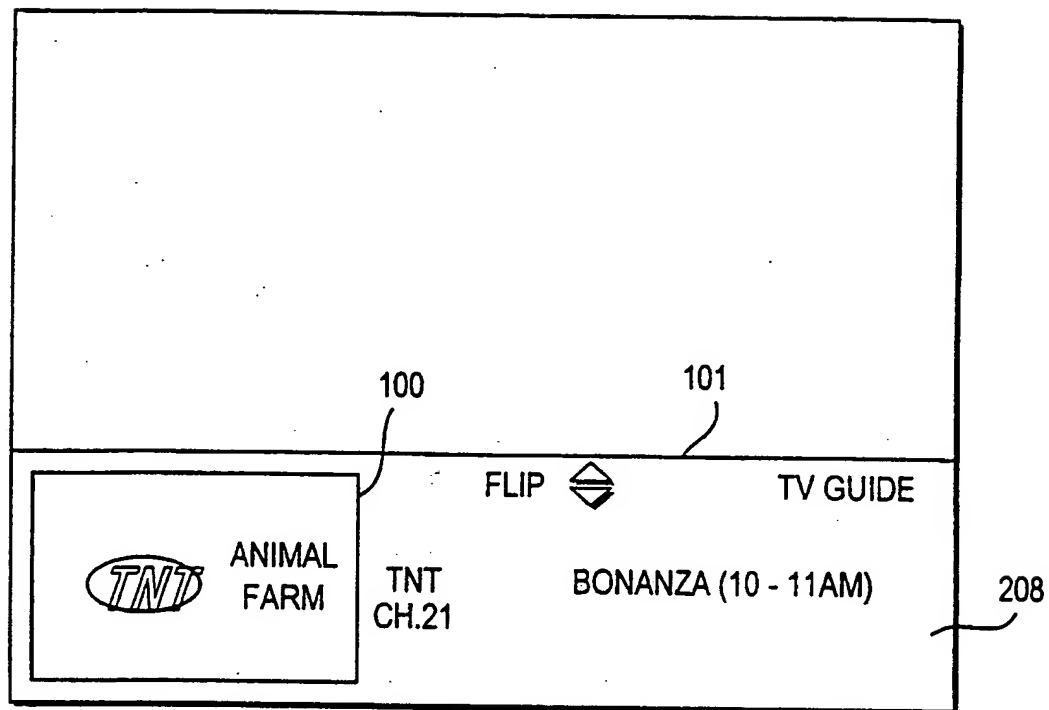 100
101
FLIP
TV GUIDE
TNT
ANIMAL
FARM
TNT
CH.21
BONANZA (10 - 11AM)
208